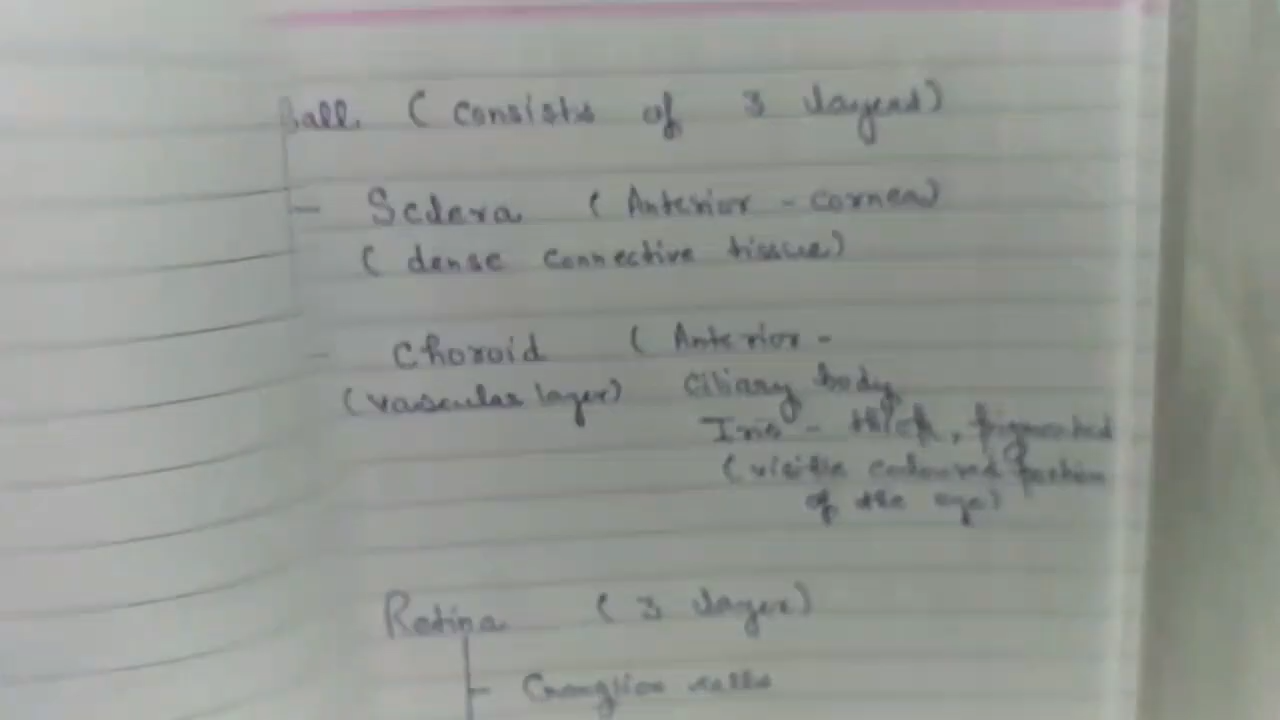 Ball (consists of 3 layers)
- Sclera (Anterior - cornea)
(dense connective tissue)
- Choroid (Anterior -
(vascular layer) ciliary body
Iris - thick, pigmented
(visible coloured portion
of the eye)
Retina (3 layer)
- Ganglion cells